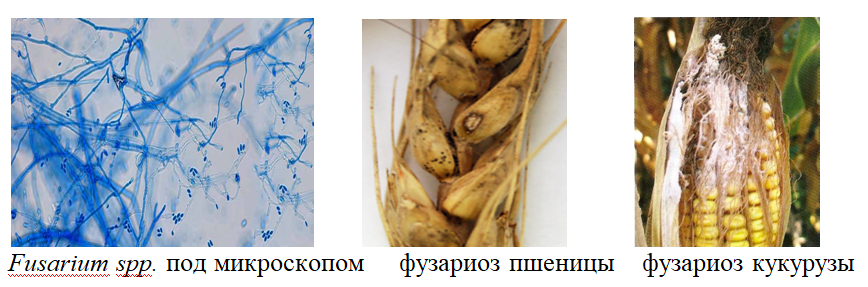 Fusarium spp. под микроскопом фузариоз пшеницы фузариоз кукурузы